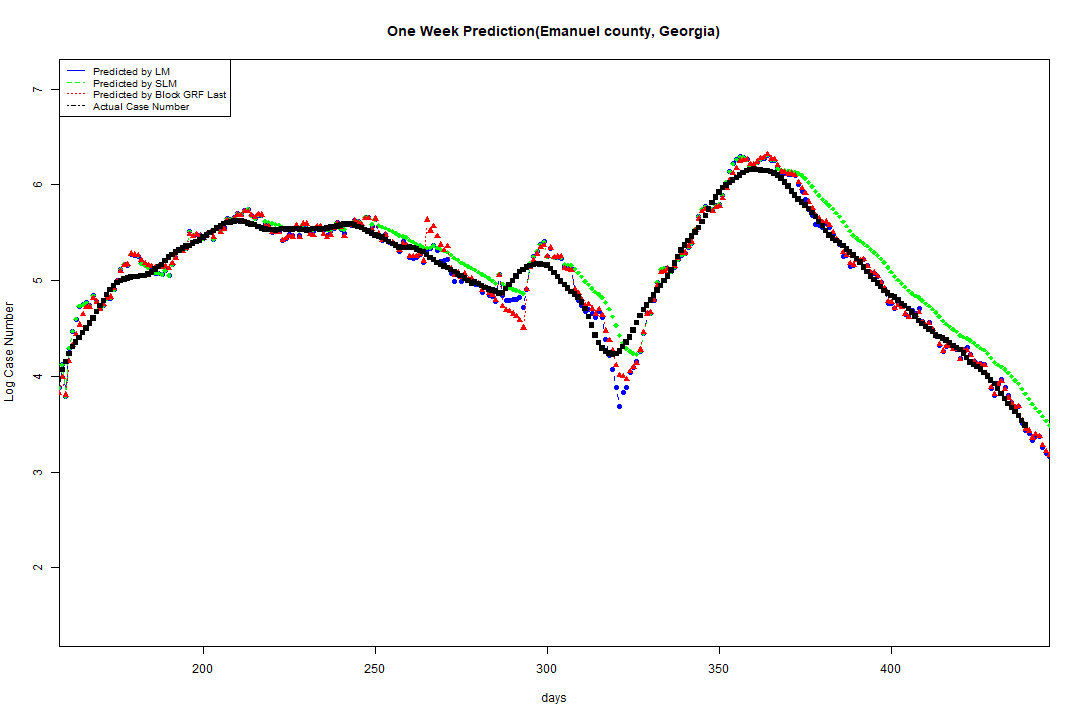 One Week Prediction(Emanuel county, Georgia)
Predicted by LM
Predicted by SLM
Predicted by Block GRF Last
Actual Case Number
7
6
5
4
3
2
Log Case Number
200 250 300 350 400
days